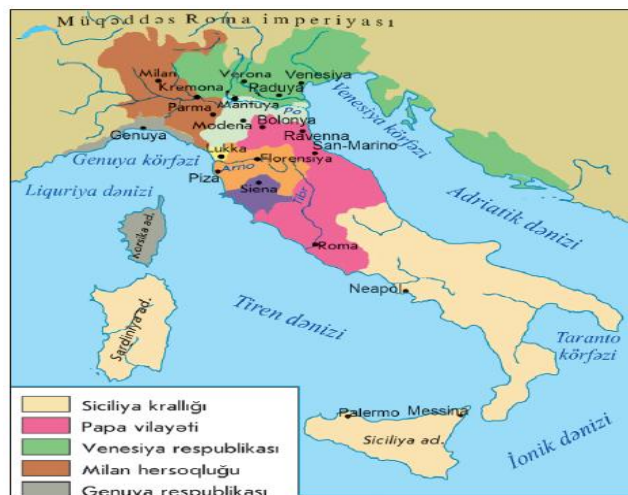 Müqəddəs Roma imperiyası
Milan
Verona
Venesiya
Kremona
Raduya
Parma
Mantuya
Po
Modena
Bolonya
Venesiya körfəzi
Genuya
Ravenna
San-Marino
Genuya körfəzi
Lukka
Florensiya
Arno
Piza
Liquriya dənizi
Siena
Tibr
Adriatik dənizi
Korsika ad.
Roma
Neapol
Sardiniya ad.
Tiren dənizi
Taranto
körfəzi
Palermo
Messina
Siciliya ad.
İonik dənizi
Siciliya krallığı
Papa vilayəti
Venesiya respublikası
Milan hersoqluğu
Genuya respublikası